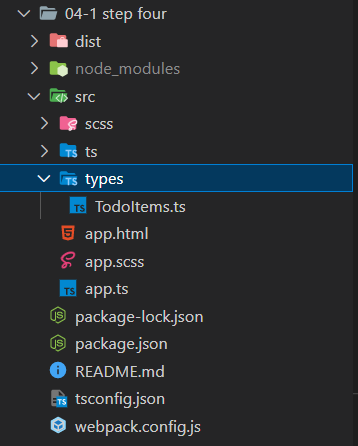 04-1 step four
dist
node_modules
src
scss
ts
types
TodoItems.ts
app.html
app.scss
app.ts
package-lock.json
package.json
README.md
tsconfig.json
webpack.config.js